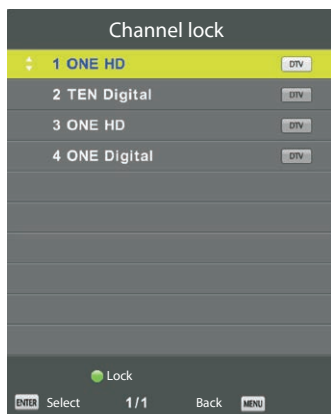 Channel lock
1 ONE HD DTV
2 TEN Digital DTV
3 ONE HD DTV
4 ONE Digital DTV
Lock
ENTER Select 1/1 Back MENU